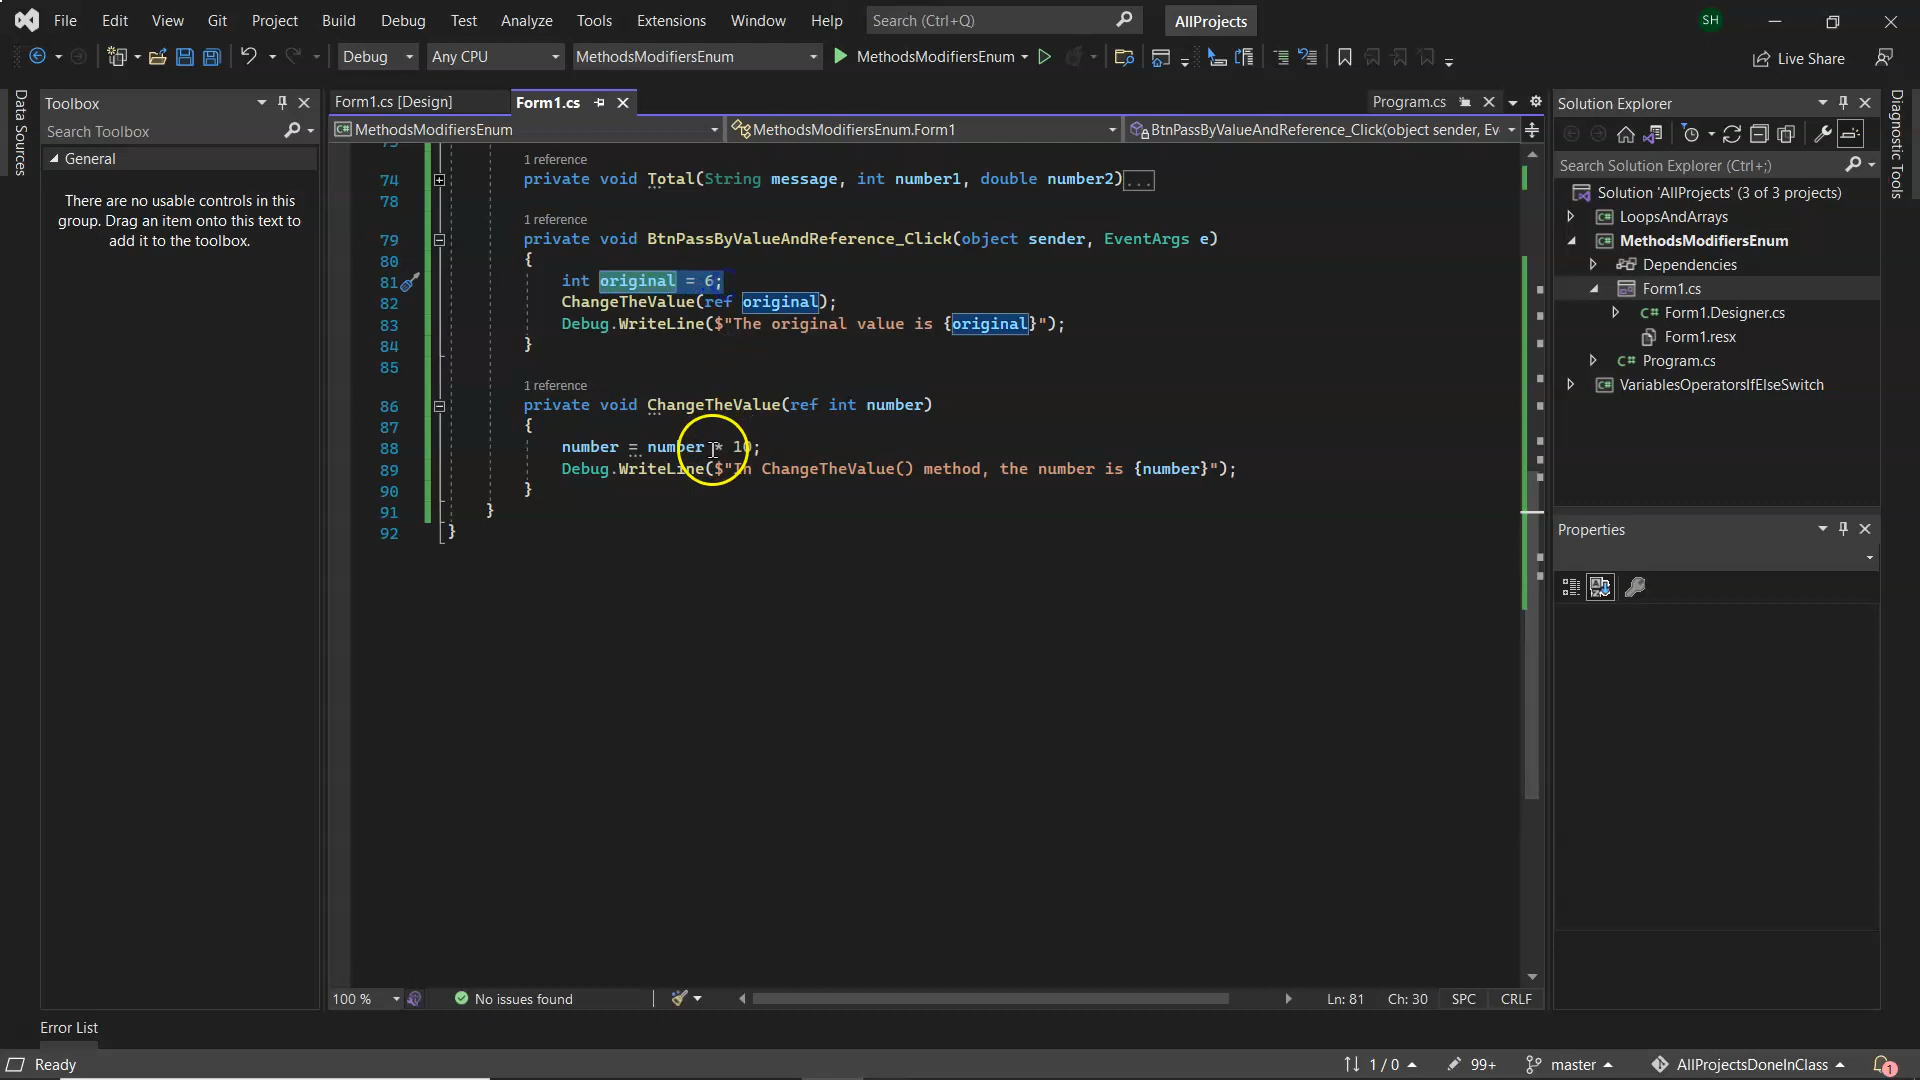 File Edit View Git Project Build Debug Test Analyze Tools Extensions Window Help Search (Ctrl+Q) AllProjects SH
Debug Any CPU MethodsModifiersEnum MethodsModifiersEnum Live Share
Data Sources
Toolbox
Search Toolbox
General
There are no usable controls in this
group. Drag an item onto this text to
add it to the toolbox.
Form1.cs [Design] Form1.cs Program.cs
MethodsModifiersEnum MethodsModifiersEnum.Form1 BtnPassByValueAndReference_Click(object sender, Ev
1 reference
74 private void Total(String message, int number1, double number2)...
78
1 reference
79 private void BtnPassByValueAndReference_Click(object sender, EventArgs e)
80 {
81 int original = 6;
82 ChangeTheValue(ref original);
83 Debug.WriteLine($"The original value is {original}");
84 }
85
1 reference
86 private void ChangeTheValue(ref int number)
87 {
88 number = number * 10;
89 Debug.WriteLine($"In ChangeTheValue() method, the number is {number}");
90 }
91 }
92 }
100 % No issues found Ln: 81 Ch: 30 SPC CRLF
Solution Explorer
Search Solution Explorer (Ctrl+;)
Solution 'AllProjects' (3 of 3 projects)
LoopsAndArrays
MethodsModifiersEnum
Dependencies
Form1.cs
Form1.Designer.cs
Form1.resx
Program.cs
VariablesOperatorsIfElseSwitch
Properties
Diagnostic Tools
Error List
Ready 1 / 0 99+ master AllProjectsDoneInClass 1